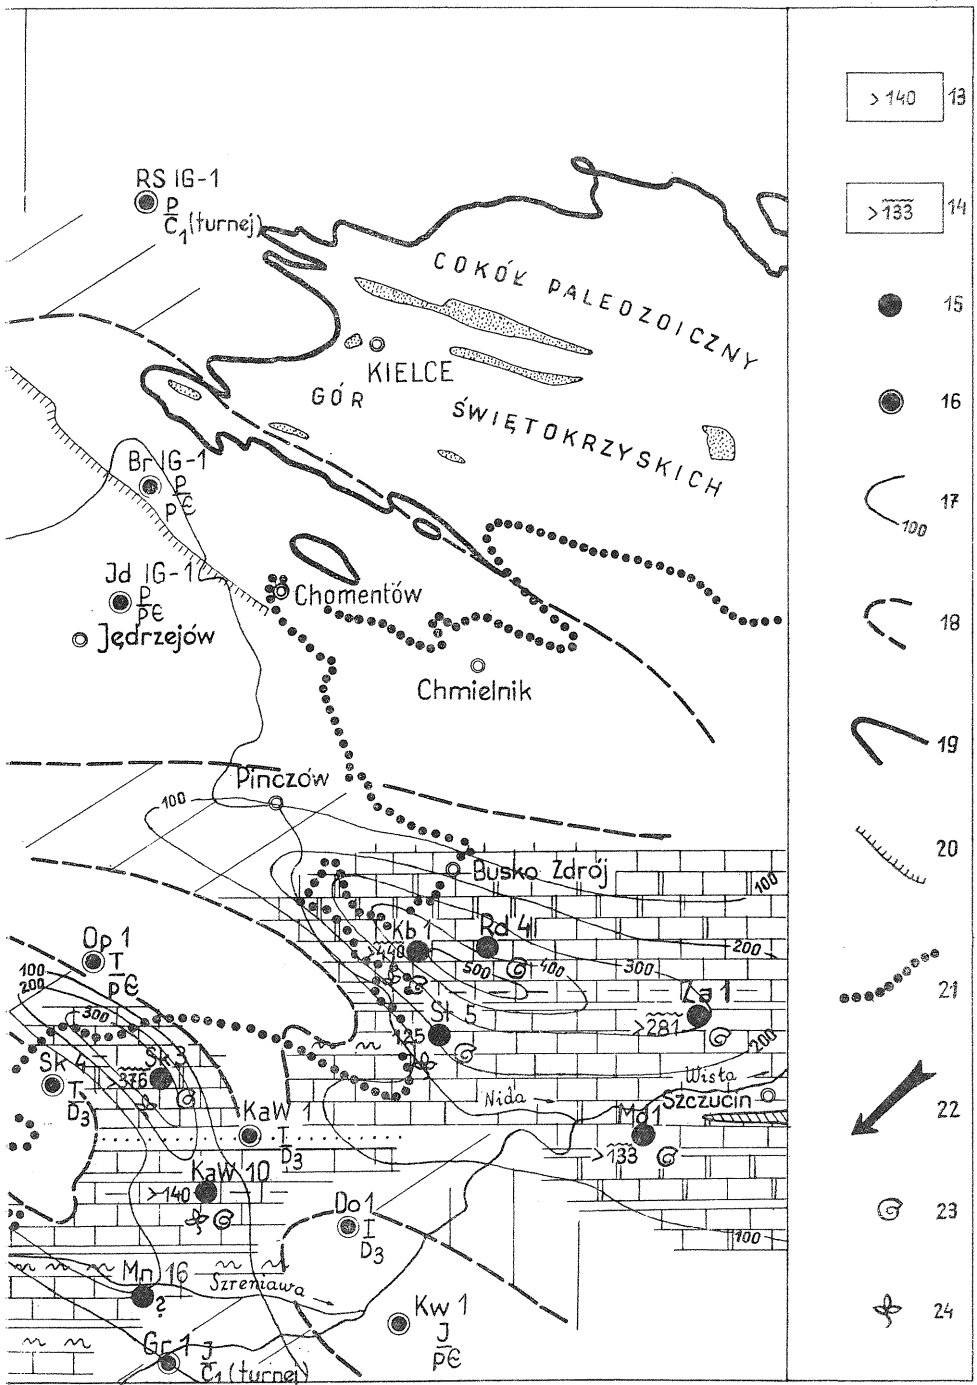 RS IG-1
P
C₁ (turnej)
COKÓŁ PALEOZOICZNY
KIELCE
GÓR
ŚWIĘTOKRZYSKICH
Br IG-1
P
pЄ
Jd IG-1
P
pЄ
Jędrzejów
Chomentów
Chmielnik
Pinczów
100
Busko Zdrój
100
Op 1
T
pЄ
100
200
300
Kb 1
>440
Rd 4
500
400
300
200
Za 1
>281
200
St 5
125
Sk 4
T
D₃
Sk 3
>376
Wisła
Nida
Szczucin
KaW 1
I
D₃
Md 1
>133
KaW 10
>140
Do 1
I
D₃
100
Mn 16
?
Szreniawa
Kw 1
J
pЄ
Gr 1
J
C₁ (turnej)
>140
13
>133
14
15
16
100
17
18
19
20
21
22
23
24